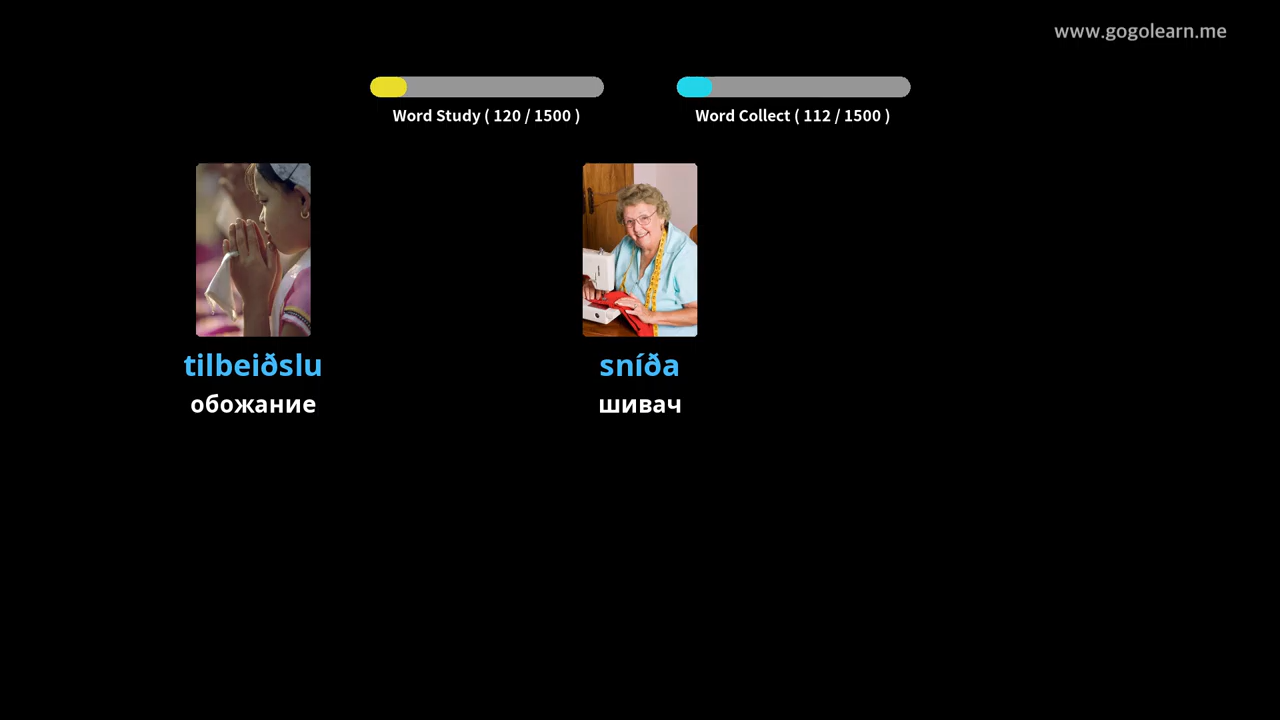 www.gogolearn.me
Word Study ( 120 / 1500 )
Word Collect ( 112 / 1500 )
tilbeiðslu
обожание
sníða
шивач